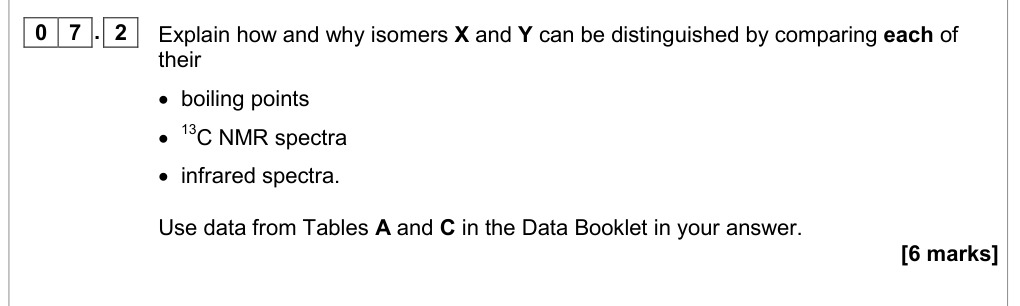 0 7 . 2 Explain how and why isomers X and Y can be distinguished by comparing each of
their
• boiling points
• ¹³C NMR spectra
• infrared spectra.
Use data from Tables A and C in the Data Booklet in your answer.
[6 marks]